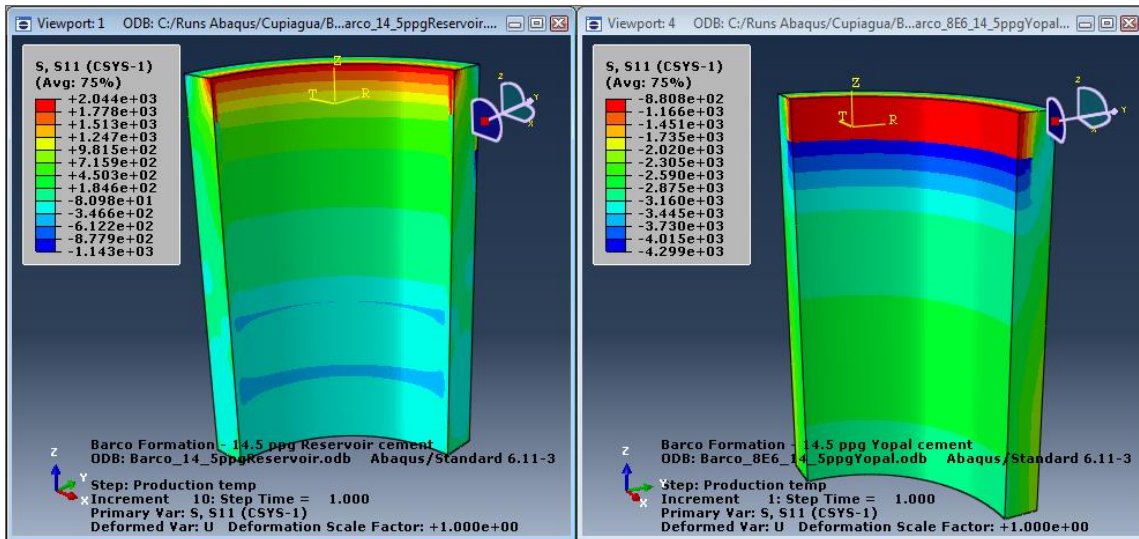 Viewport: 1 ODB: C:/Runs Abaqus/Cupiagua/B...arco_14_5ppgReservoir....
S, S11 (CSYS-1)
(Avg: 75%)
+2.044e+03
+1.778e+03
+1.513e+03
+1.247e+03
+9.815e+02
+7.159e+02
+4.503e+02
+1.846e+02
-8.098e+01
-3.466e+02
-6.122e+02
-8.779e+02
-1.143e+03
Z
T
R
Z
Y
X
Barco Formation - 14.5 ppg Reservoir cement
ODB: Barco_14_5ppgReservoir.odb Abaqus/Standard 6.11-3
Z
Y
X
Step: Production temp
Increment 10: Step Time = 1.000
Primary Var: S, S11 (CSYS-1)
Deformed Var: U Deformation Scale Factor: +1.000e+00
Viewport: 4 ODB: C:/Runs Abaqus/Cupiagua/B...arco_8E6_14_5ppgYopal....
S, S11 (CSYS-1)
(Avg: 75%)
-8.808e+02
-1.166e+03
-1.451e+03
-1.735e+03
-2.020e+03
-2.305e+03
-2.590e+03
-2.875e+03
-3.160e+03
-3.445e+03
-3.730e+03
-4.015e+03
-4.299e+03
Z
T
R
Z
Y
X
Barco Formation - 14.5 ppg Yopal cement
ODB: Barco_8E6_14_5ppgYopal.odb Abaqus/Standard 6.11-3
Z
Y
X
Step: Production temp
Increment 1: Step Time = 1.000
Primary Var: S, S11 (CSYS-1)
Deformed Var: U Deformation Scale Factor: +1.000e+00